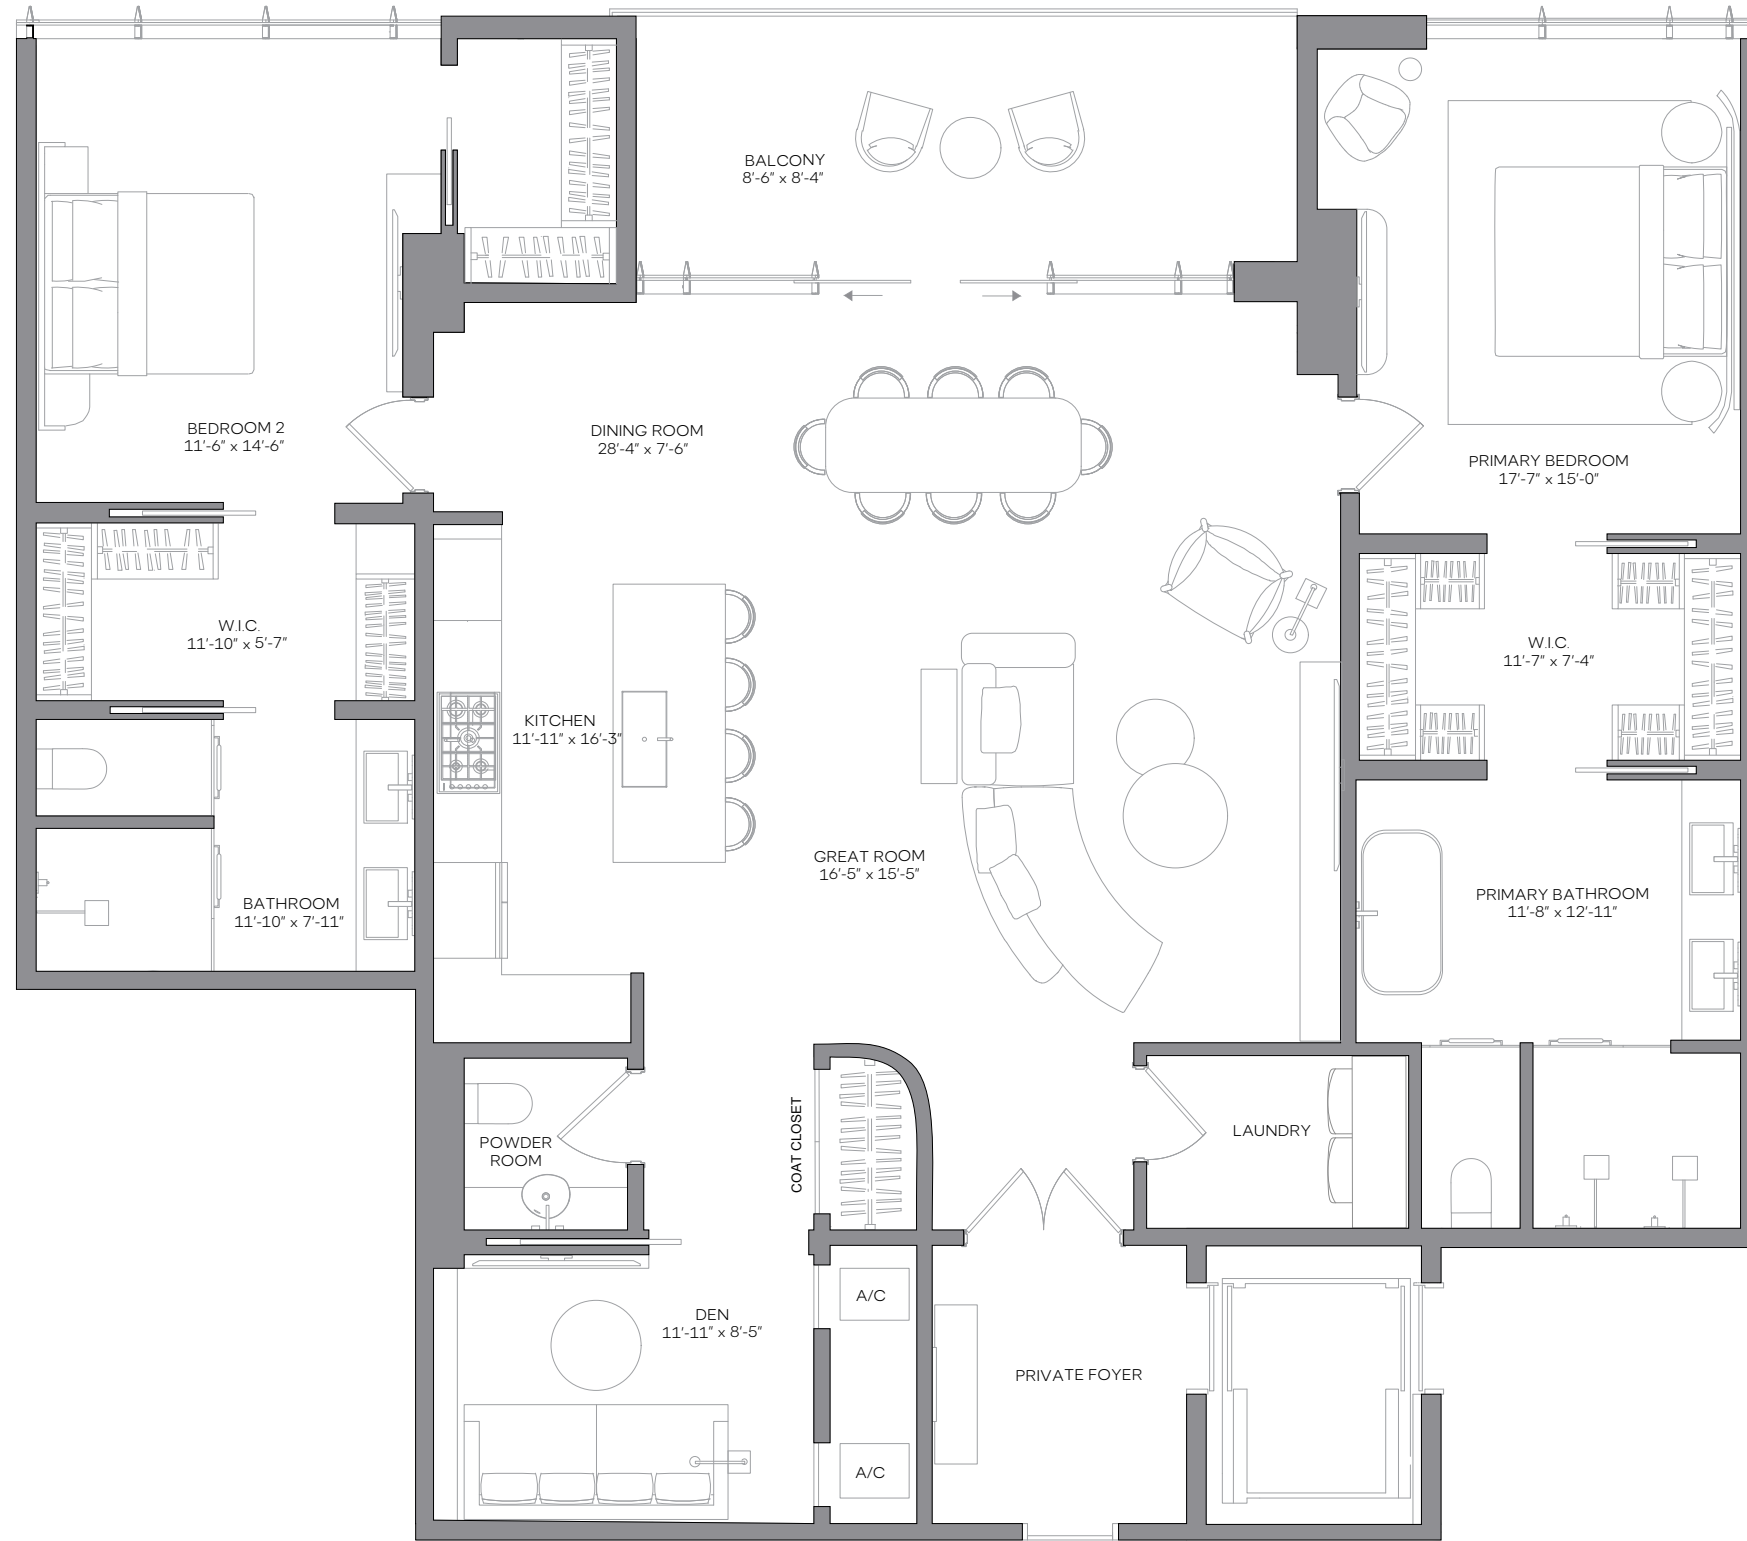 BALCONY
8'-6" x 8'-4"
BEDROOM 2
11'-6" x 14'-6"
DINING ROOM
28'-4" x 7'-6"
PRIMARY BEDROOM
17'-7" x 15'-0"
W.I.C.
11'-10" x 5'-7"
W.I.C.
11'-7" x 7'-4"
KITCHEN
11'-11" x 16'-3"
GREAT ROOM
16'-5" x 15'-5"
BATHROOM
11'-10" x 7'-11"
PRIMARY BATHROOM
11'-8" x 12'-11"
POWDER
ROOM
COAT CLOSET
LAUNDRY
DEN
11'-11" x 8'-5"
A/C
PRIVATE FOYER
A/C